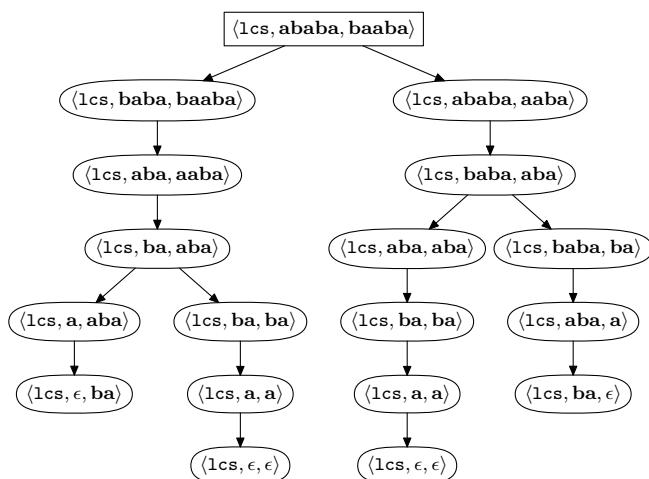 ⟨lcs, ababa, baaba⟩
⟨lcs, baba, baaba⟩ ⟨lcs, ababa, aaba⟩
⟨lcs, aba, aaba⟩ ⟨lcs, baba, aba⟩
⟨lcs, ba, aba⟩ ⟨lcs, aba, aba⟩ ⟨lcs, baba, ba⟩
⟨lcs, a, aba⟩ ⟨lcs, ba, ba⟩ ⟨lcs, ba, ba⟩ ⟨lcs, aba, a⟩
⟨lcs, ϵ, ba⟩ ⟨lcs, a, a⟩ ⟨lcs, a, a⟩ ⟨lcs, ba, ϵ⟩
⟨lcs, ϵ, ϵ⟩ ⟨lcs, ϵ, ϵ⟩